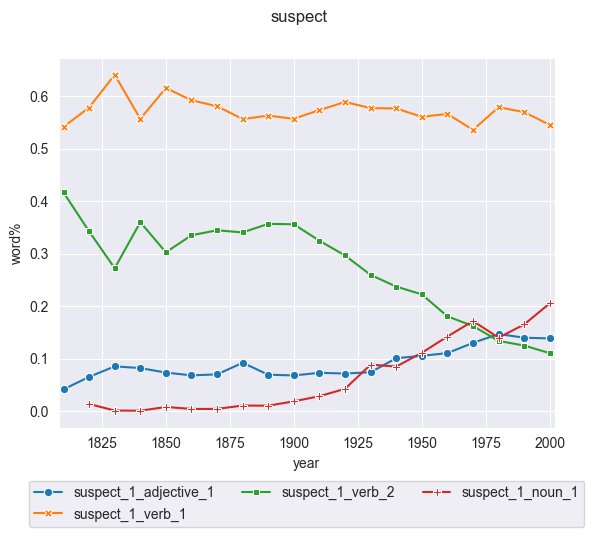 suspect
word%
0.6
0.5
0.4
0.3
0.2
0.1
0.0
1825 1850 1875 1900 1925 1950 1975 2000
year
suspect_1_adjective_1 suspect_1_verb_2 suspect_1_noun_1
suspect_1_verb_1